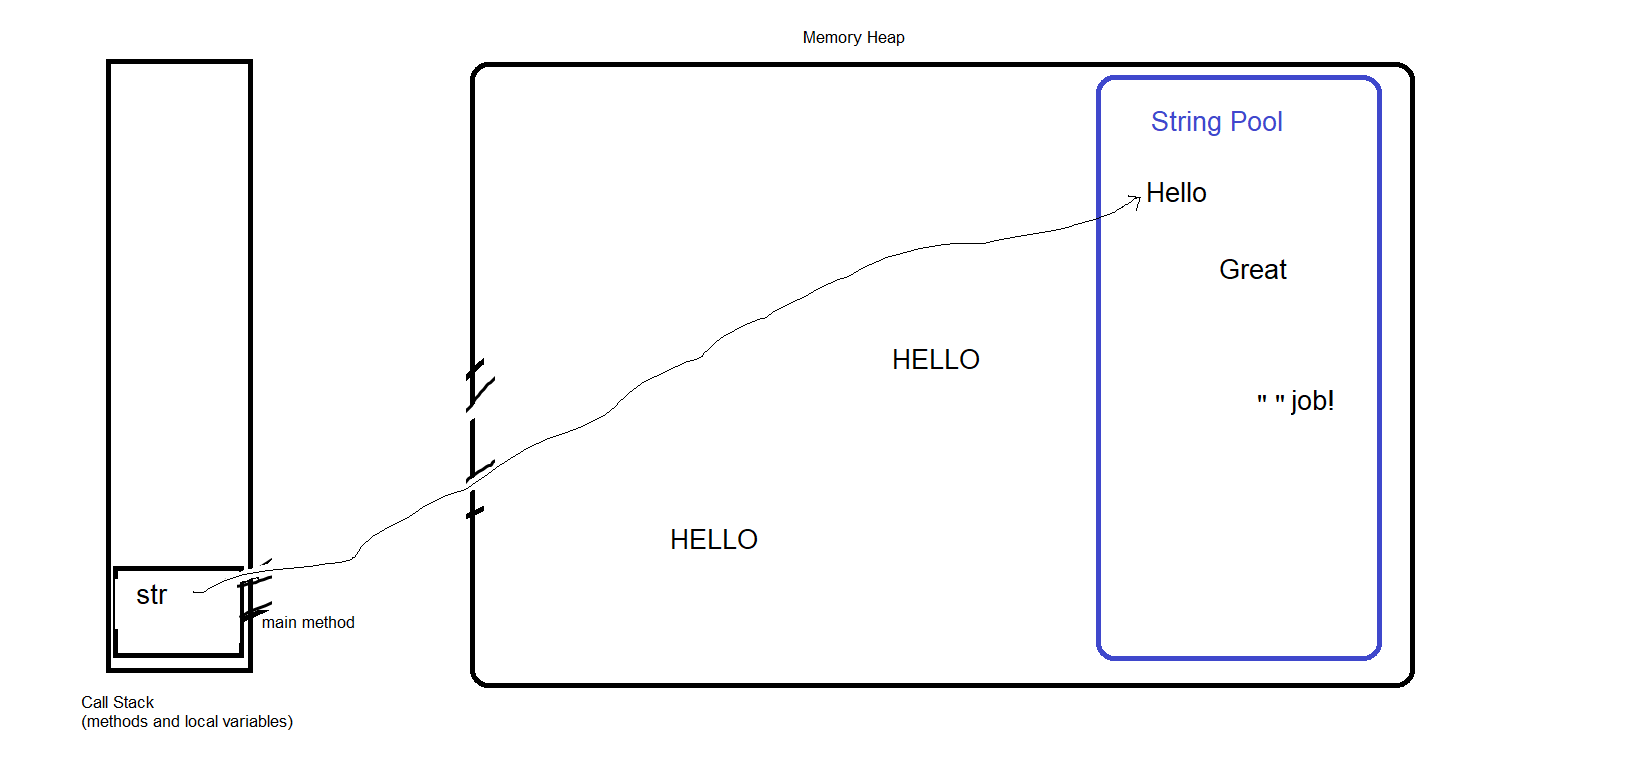 Memory Heap
String Pool
Hello
Great
HELLO
" " job!
HELLO
str
main method
Call Stack
(methods and local variables)